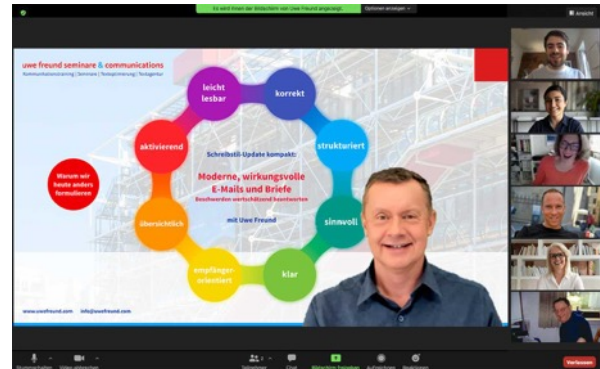 Es wird Ihnen der Bildschirm von Uwe Freund angezeigt.
Optionen anzeigen
Ansicht
uwe freund seminare & communications
Kommunikationstraining | Seminare | Textoptimierung | Textagentur
leicht
lesbar
korrekt
aktivierend
strukturiert
Schreibstil-Update kompakt:
Moderne, wirkungsvolle
E-Mails und Briefe
Beschwerden wertschätzend beantworten
mit Uwe Freund
Warum wir
heute anders
formulieren
übersichtlich
sinnvoll
empfänger-
orientiert
klar
www.uwefreund.com info@uwefreund.com
Stummschalten
Video abbrechen
Teilnehmer
Chat
Bildschirm freigeben
Aufzeichnen
Reaktionen
Verlassen